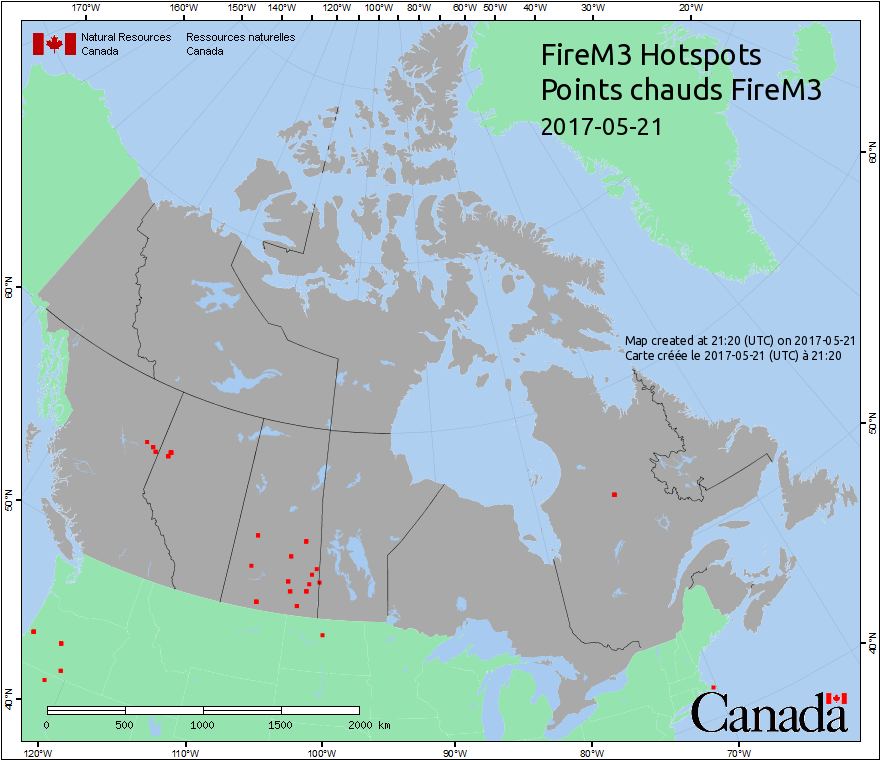 170°W 160°W 150°W 140°W 130°W 120°W 110°W 100°W 90°W 80°W 60°W 50°W 40°W 30°W 20°W
Natural Resources Canada
Ressources naturelles Canada
FireM3 Hotspots
Points chauds FireM3
2017-05-21
60°N
60°N
Map created at 21:20 (UTC) on 2017-05-21
Carte créée le 2017-05-21 (UTC) à 21:20
50°N
50°N
40°N
40°N
0 500 1000 1500 2000 km
Canada
120°W 110°W 100°W 90°W 80°W 70°W